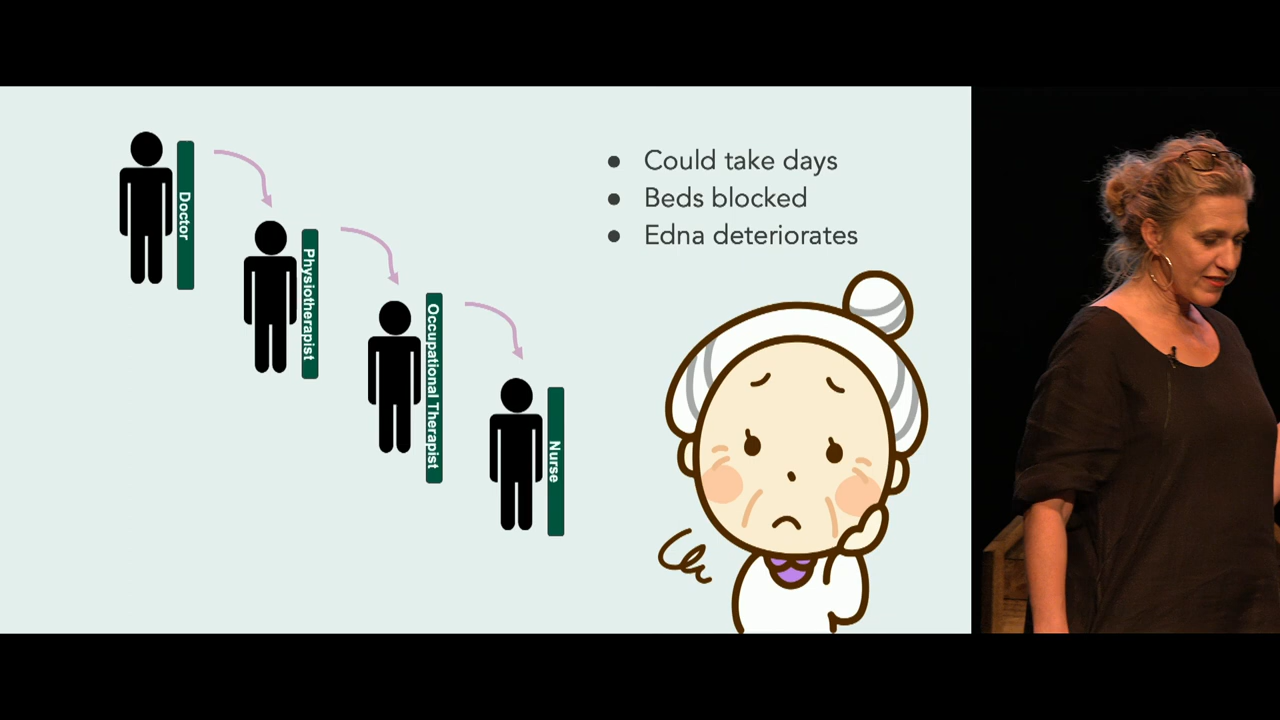 Doctor
Physiotherapist
Occupational Therapist
Nurse
● Could take days
● Beds blocked
● Edna deteriorates